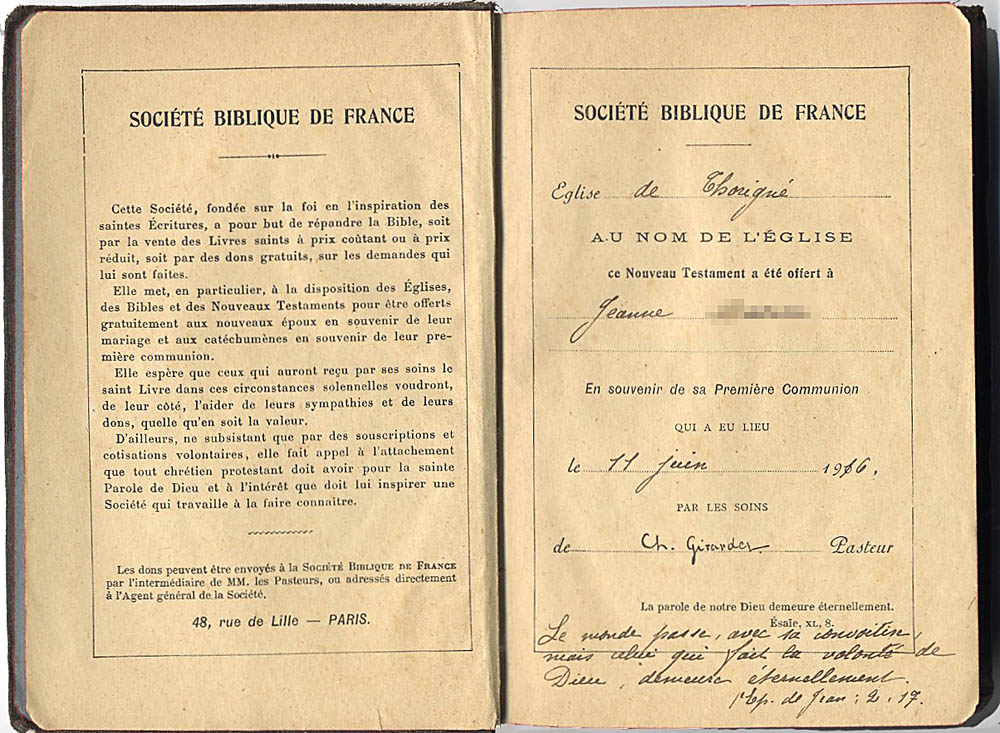 SOCIÉTÉ BIBLIQUE DE FRANCE
Cette Société, fondée sur la foi en l'inspiration des
saintes Écritures, a pour but de répandre la Bible, soit
par la vente des Livres saints à prix coûtant ou à prix
réduit, soit par des dons gratuits, sur les demandes qui
lui sont faites.
Elle met, en particulier, à la disposition des Églises,
des Bibles et des Nouveaux Testaments pour être offerts
gratuitement aux nouveaux époux en souvenir de leur
mariage et aux catéchumènes en souvenir de leur pre-
mière communion.
Elle espère que ceux qui auront reçu par ses soins le
saint Livre dans ces circonstances solennelles voudront,
de leur côté, l'aider de leurs sympathies et de leurs
dons, quelle qu'en soit la valeur.
D'ailleurs, ne subsistant que par des souscriptions et
cotisations volontaires, elle fait appel à l'attachement
que tout chrétien protestant doit avoir pour la sainte
Parole de Dieu et à l'intérêt que doit lui inspirer une
Société qui travaille à la faire connaître.
Les dons peuvent être envoyés à la SOCIÉTÉ BIBLIQUE DE FRANCE
par l'intermédiaire de MM. les Pasteurs, ou adressés directement
à l'Agent général de la Société.
48, rue de Lille — PARIS.
SOCIÉTÉ BIBLIQUE DE FRANCE
Eglise de Thorigné
AU NOM DE L'ÉGLISE
ce Nouveau Testament a été offert à
Jeanne
En souvenir de sa Première Communion
QUI A EU LIEU
le 11 juin 1916.
PAR LES SOINS
de Ch. Girardet Pasteur
La parole de notre Dieu demeure éternellement.
Ésaïe, XL, 8.
Le monde passe, avec sa convoitise,
mais celui qui fait la volonté de
Dieu, demeure éternellement.
1 Ep. de Jean : 2. 17.